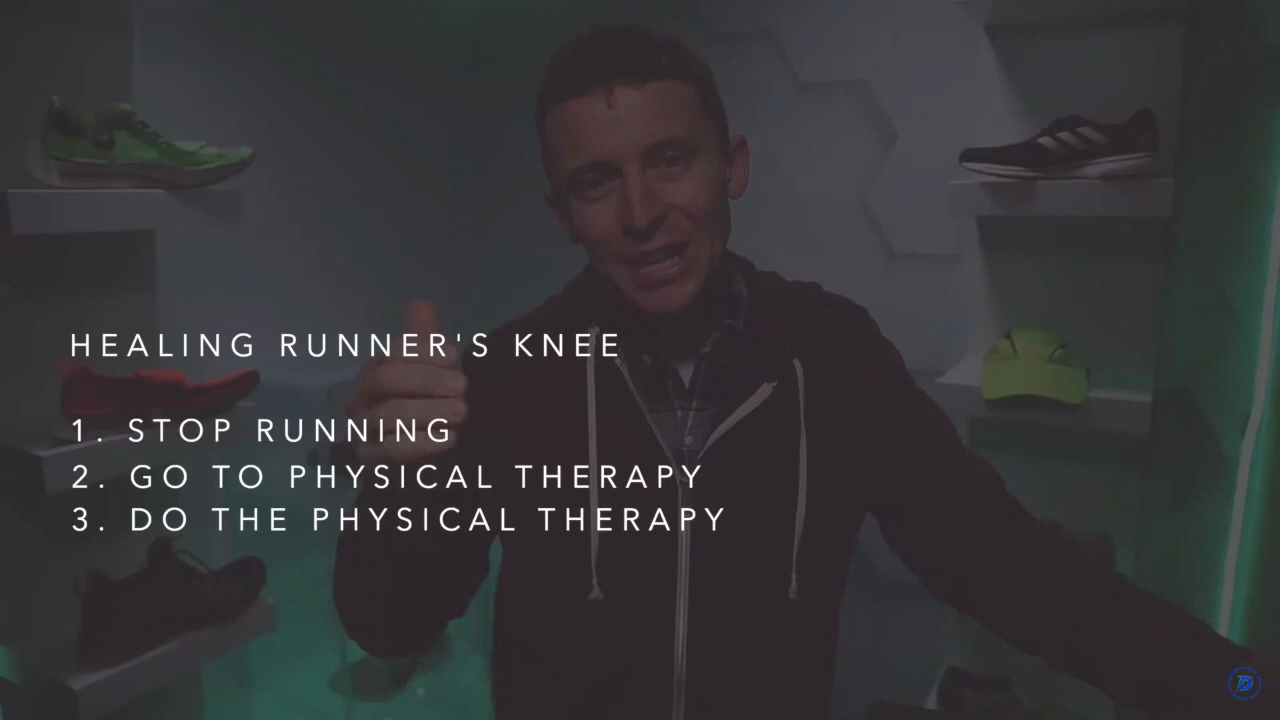 HEALING RUNNER'S KNEE
1. STOP RUNNING
2. GO TO PHYSICAL THERAPY
3. DO THE PHYSICAL THERAPY